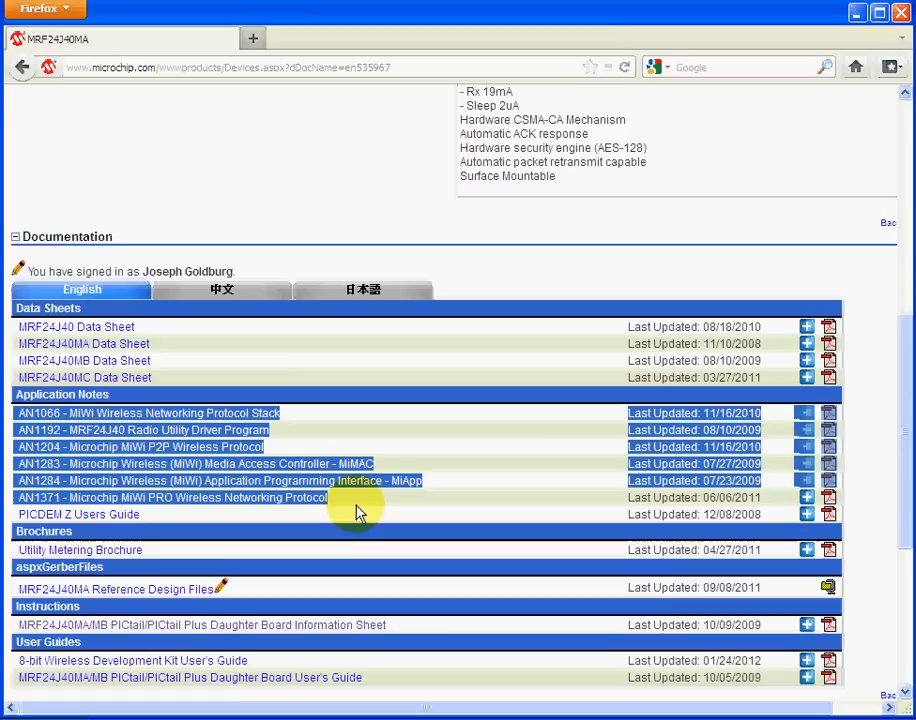 Firefox
MRF24J40MA
www.microchip.com/wwwproducts/Devices.aspx?dDocName=en535967
Google
- Rx 19mA
- Sleep 2uA
Hardware CSMA-CA Mechanism
Automatic ACK response
Hardware security engine (AES-128)
Automatic packet retransmit capable
Surface Mountable
Bac
Documentation
You have signed in as Joseph Goldburg.
English 中文 日本語
Data Sheets
MRF24J40 Data Sheet Last Updated: 08/18/2010
MRF24J40MA Data Sheet Last Updated: 11/10/2008
MRF24J40MB Data Sheet Last Updated: 08/10/2009
MRF24J40MC Data Sheet Last Updated: 03/27/2011
Application Notes
AN1066 - MiWi Wireless Networking Protocol Stack Last Updated: 11/16/2010
AN1192 - MRF24J40 Radio Utility Driver Program Last Updated: 08/10/2009
AN1204 - Microchip MiWi P2P Wireless Protocol Last Updated: 11/16/2010
AN1283 - Microchip Wireless (MiWi) Media Access Controller - MiMAC Last Updated: 07/27/2009
AN1284 - Microchip Wireless (MiWi) Application Programming Interface - MiApp Last Updated: 07/23/2009
AN1371 - Microchip MiWi PRO Wireless Networking Protocol Last Updated: 06/06/2011
PICDEM Z Users Guide Last Updated: 12/08/2008
Brochures
Utility Metering Brochure Last Updated: 04/27/2011
aspxGerberFiles
MRF24J40MA Reference Design Files Last Updated: 09/08/2011
Instructions
MRF24J40MA/MB PICtail/PICtail Plus Daughter Board Information Sheet Last Updated: 10/09/2009
User Guides
8-bit Wireless Development Kit User's Guide Last Updated: 01/24/2012
MRF24J40MA/MB PICtail/PICtail Plus Daughter Board User's Guide Last Updated: 10/05/2009
Bac